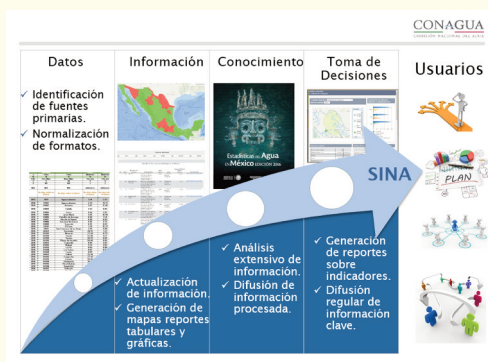 CONAGUA
COMISIÓN NACIONAL DEL AGUA
Datos
Información
Conocimiento
Toma de
Decisiones
Usuarios
✓ Identificación
de fuentes
primarias.
✓ Normalización
de formatos.
Estadísticas del Agua
en México EDICIÓN 2016
SINA
PLAN
✓ Actualización
de información.
✓ Generación de
mapas reportes
tabulares y
gráficas.
✓ Análisis
extensivo de
información.
✓ Difusión de
información
procesada.
✓ Generación
de reportes
sobre
indicadores.
✓ Difusión
regular de
información
clave.